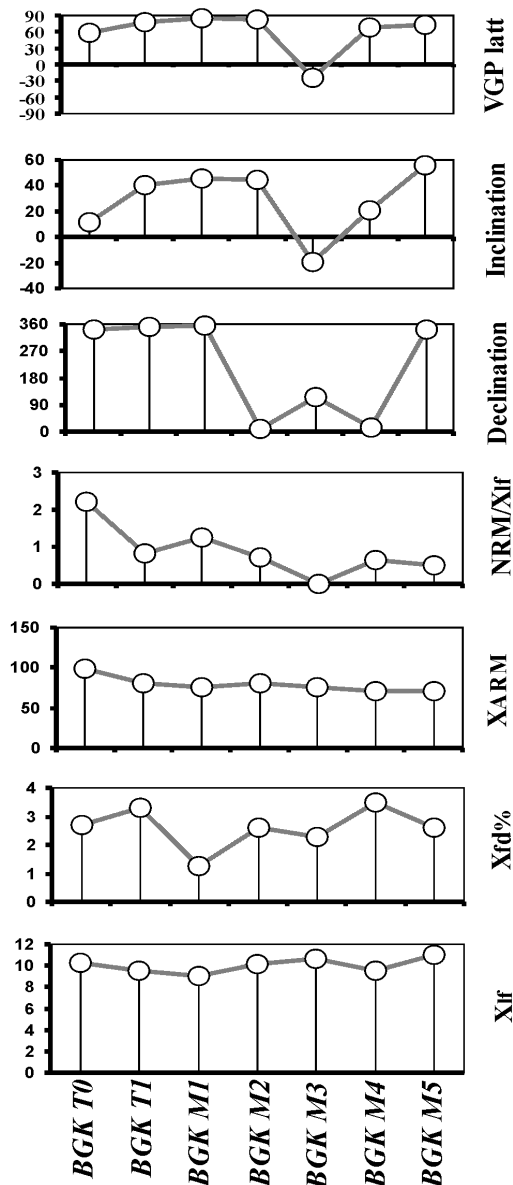 90
60
30
0
-30
-60
-90
VGP latt
60
40
20
0
-20
-40
Inclination
360
270
180
90
0
Declination
3
2
1
0
NRM/Xlf
150
100
50
0
XARM
4
3
2
1
0
Xfd%
12
10
8
6
4
2
0
Xlf
BGK T0
BGK T1
BGK M1
BGK M2
BGK M3
BGK M4
BGK M5